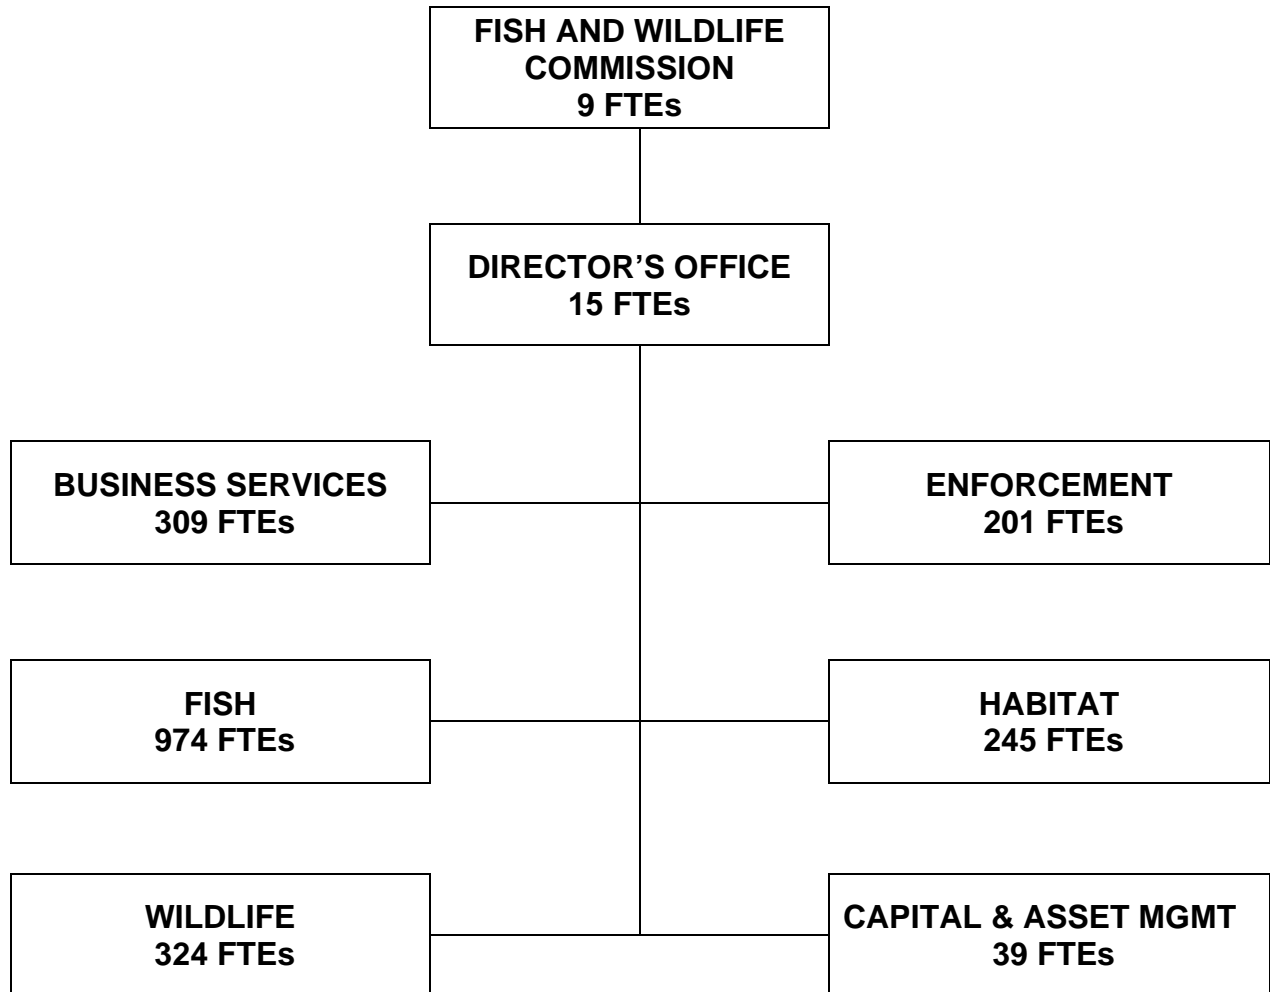 FISH AND WILDLIFE
COMMISSION
9 FTEs
DIRECTOR’S OFFICE
15 FTEs
BUSINESS SERVICES
309 FTEs
ENFORCEMENT
201 FTEs
FISH
974 FTEs
HABITAT
245 FTEs
WILDLIFE
324 FTEs
CAPITAL & ASSET MGMT
39 FTEs